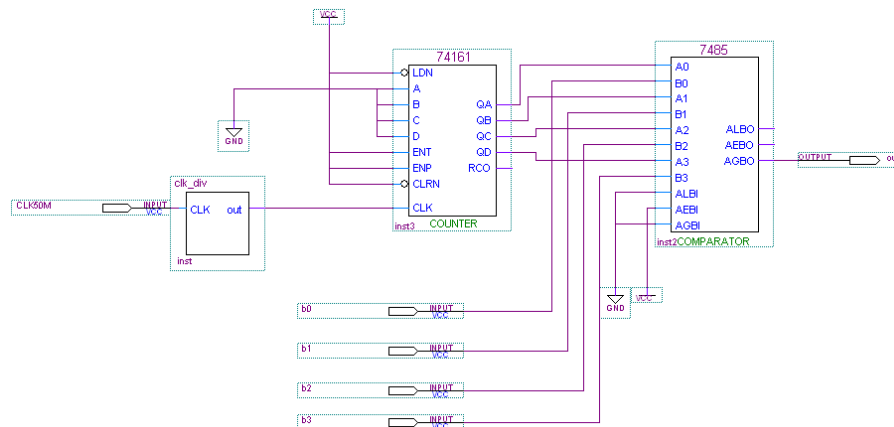 VCC
74161
LDN
A
B
C
D
ENT
ENP
CLRN
CLK
QA
QB
QC
QD
RCO
inst3
COUNTER
GND
clk_div
CLK
out
inst
CLK50M
INPUT
VCC
7485
A0
B0
A1
B1
A2
B2
A3
B3
ALBI
AEBI
AGBI
ALBO
AEBO
AGBO
inst2
COMPARATOR
OUTPUT
GND
VCC
b0
INPUT
VCC
b1
INPUT
VCC
b2
INPUT
VCC
b3
INPUT
VCC